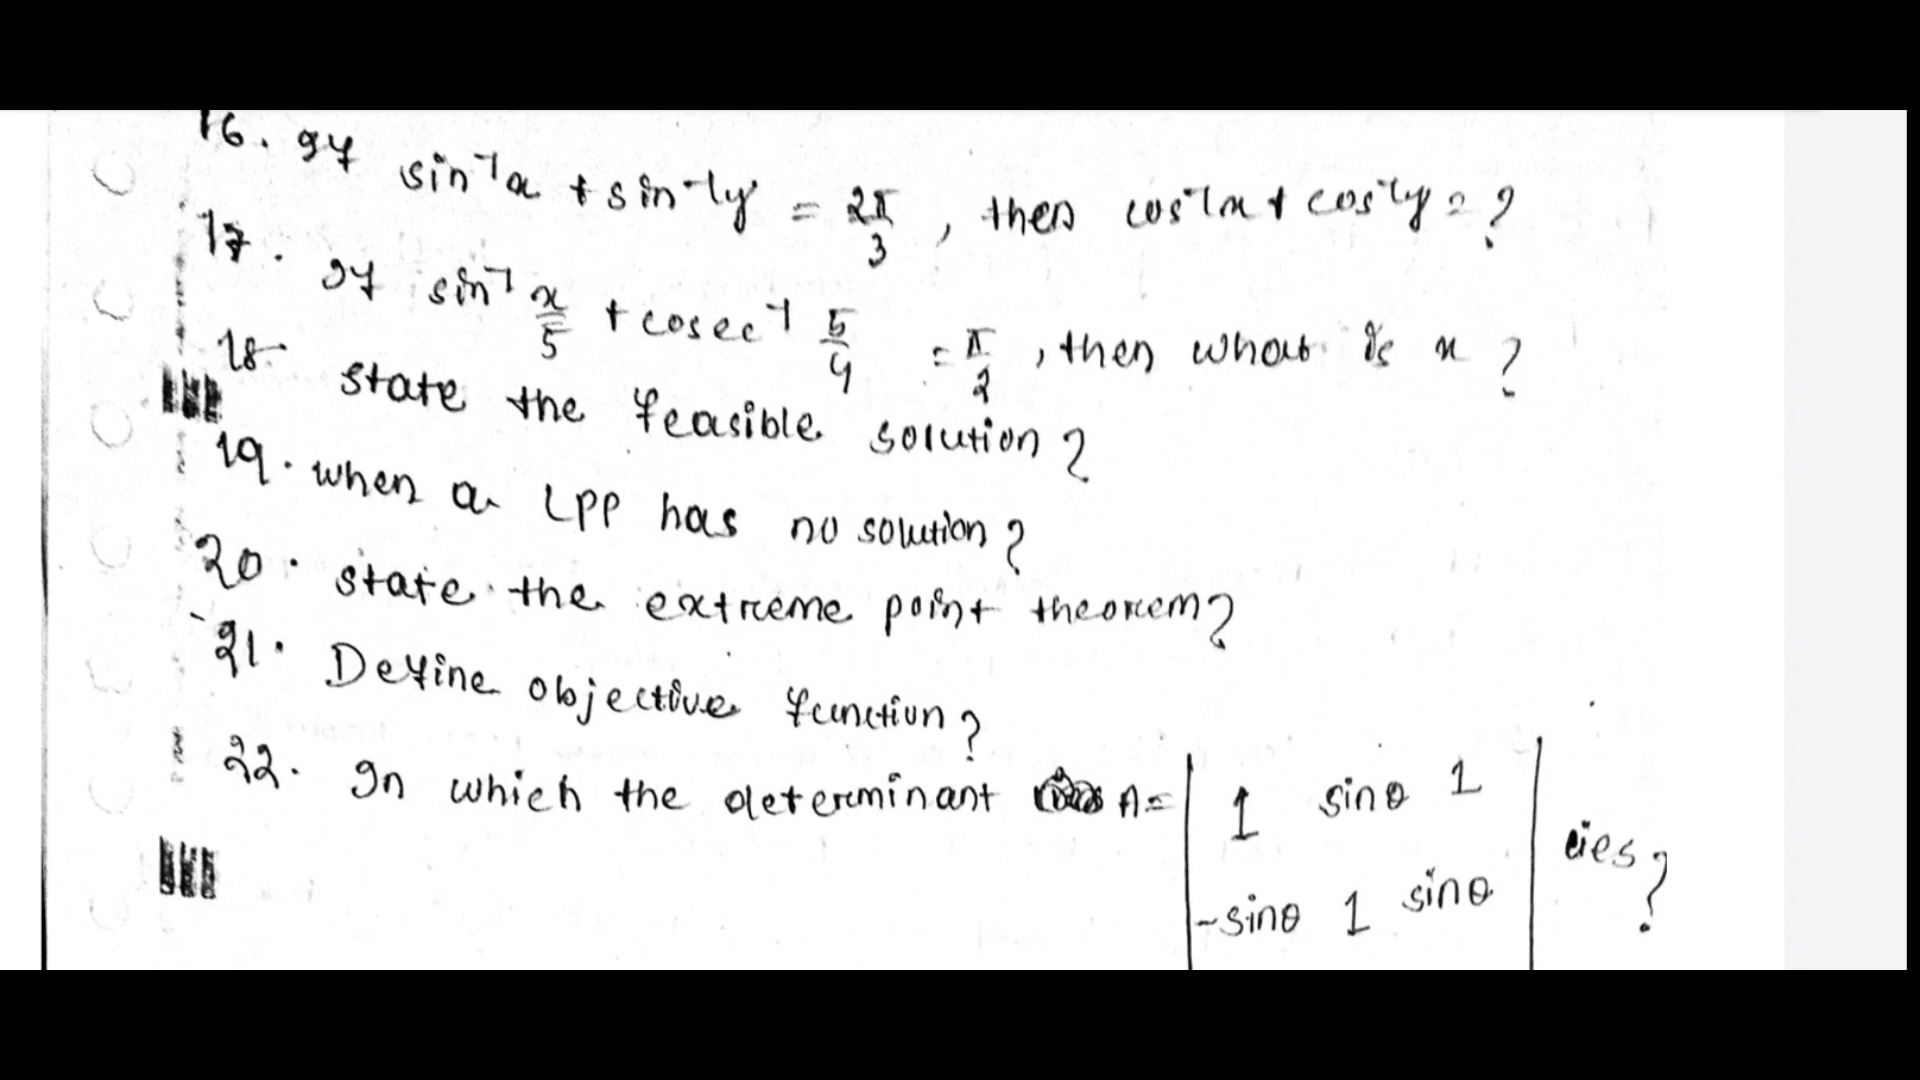 16. If sin⁻¹x + sin⁻¹y = 2π/3, then cos⁻¹x + cos⁻¹y = ?
17. If sin⁻¹ x/5 + cosec⁻¹ 5/4 = π/2, then what is x?
18. state the feasible solution?
19. when a LPP has no solution?
20. state the extreme point theorem?
21. Define objective function?
22. In which the determinant A = | 1 sinθ 1 | lies?
| -sinθ 1 sinθ |